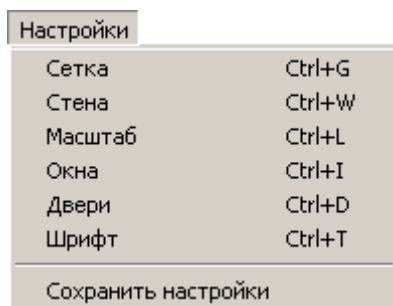 Настройки
Сетка Ctrl+G
Стена Ctrl+W
Масштаб Ctrl+L
Окна Ctrl+I
Двери Ctrl+D
Шрифт Ctrl+T
Сохранить настройки